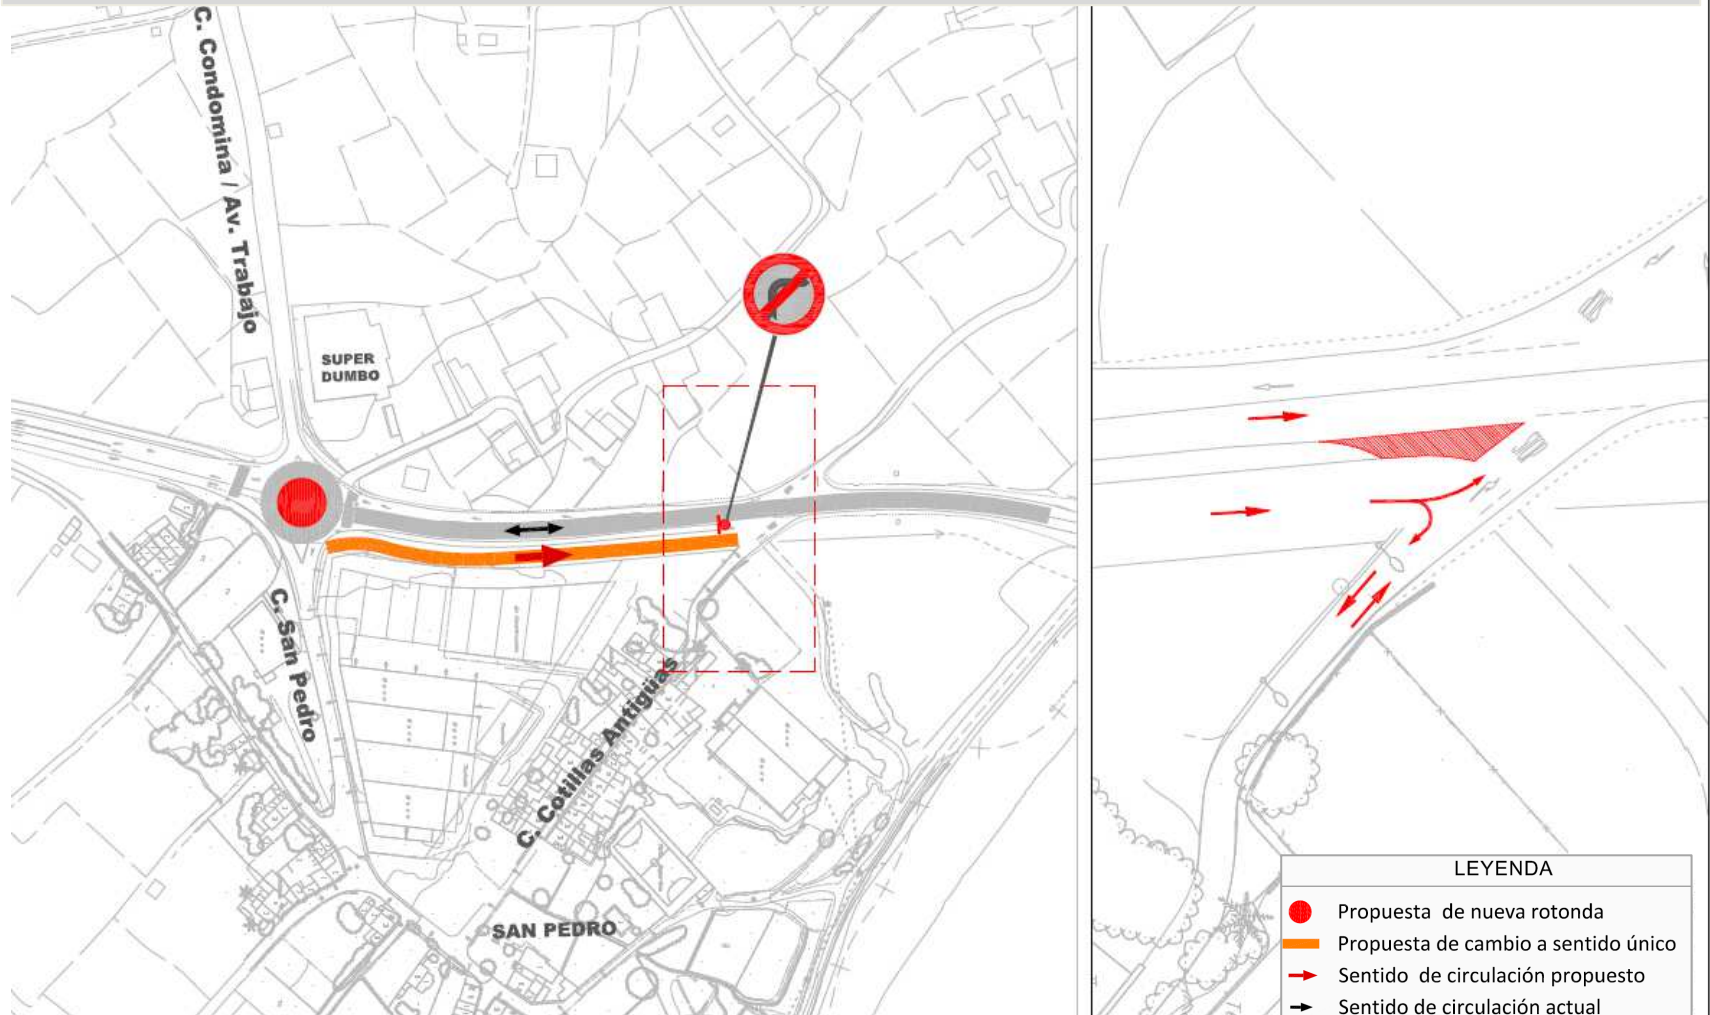 C. Condomina / Av. Trabajo
SUPER
DUMBO
C. San Pedro
C. Cotillas Antigüas
SAN PEDRO
LEYENDA
Propuesta de nueva rotonda
Propuesta de cambio a sentido único
Sentido de circulación propuesto
Sentido de circulación actual